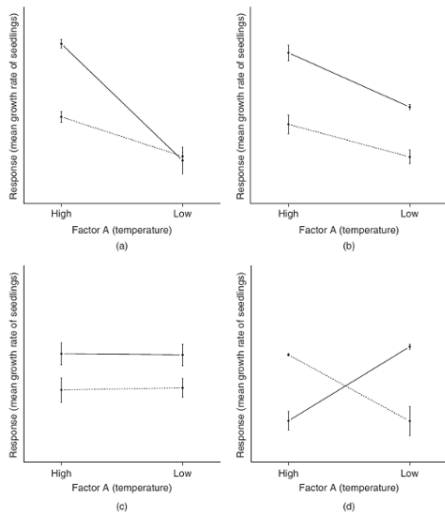 Response (mean growth rate of seedlings)
High
Low
Factor A (temperature)
(a)
Response (mean growth rate of seedlings)
High
Low
Factor A (temperature)
(b)
Response (mean growth rate of seedlings)
High
Low
Factor A (temperature)
(c)
Response (mean growth rate of seedlings)
High
Low
Factor A (temperature)
(d)